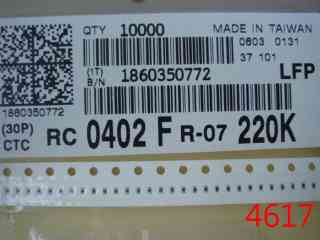 QTY 10000 MADE IN TAIWAN
0603 0131
37 101
(1T)
B/N 1860350772 LFP
1860350772
(30P)
CTC RC 0402 F R-07 220K
4617